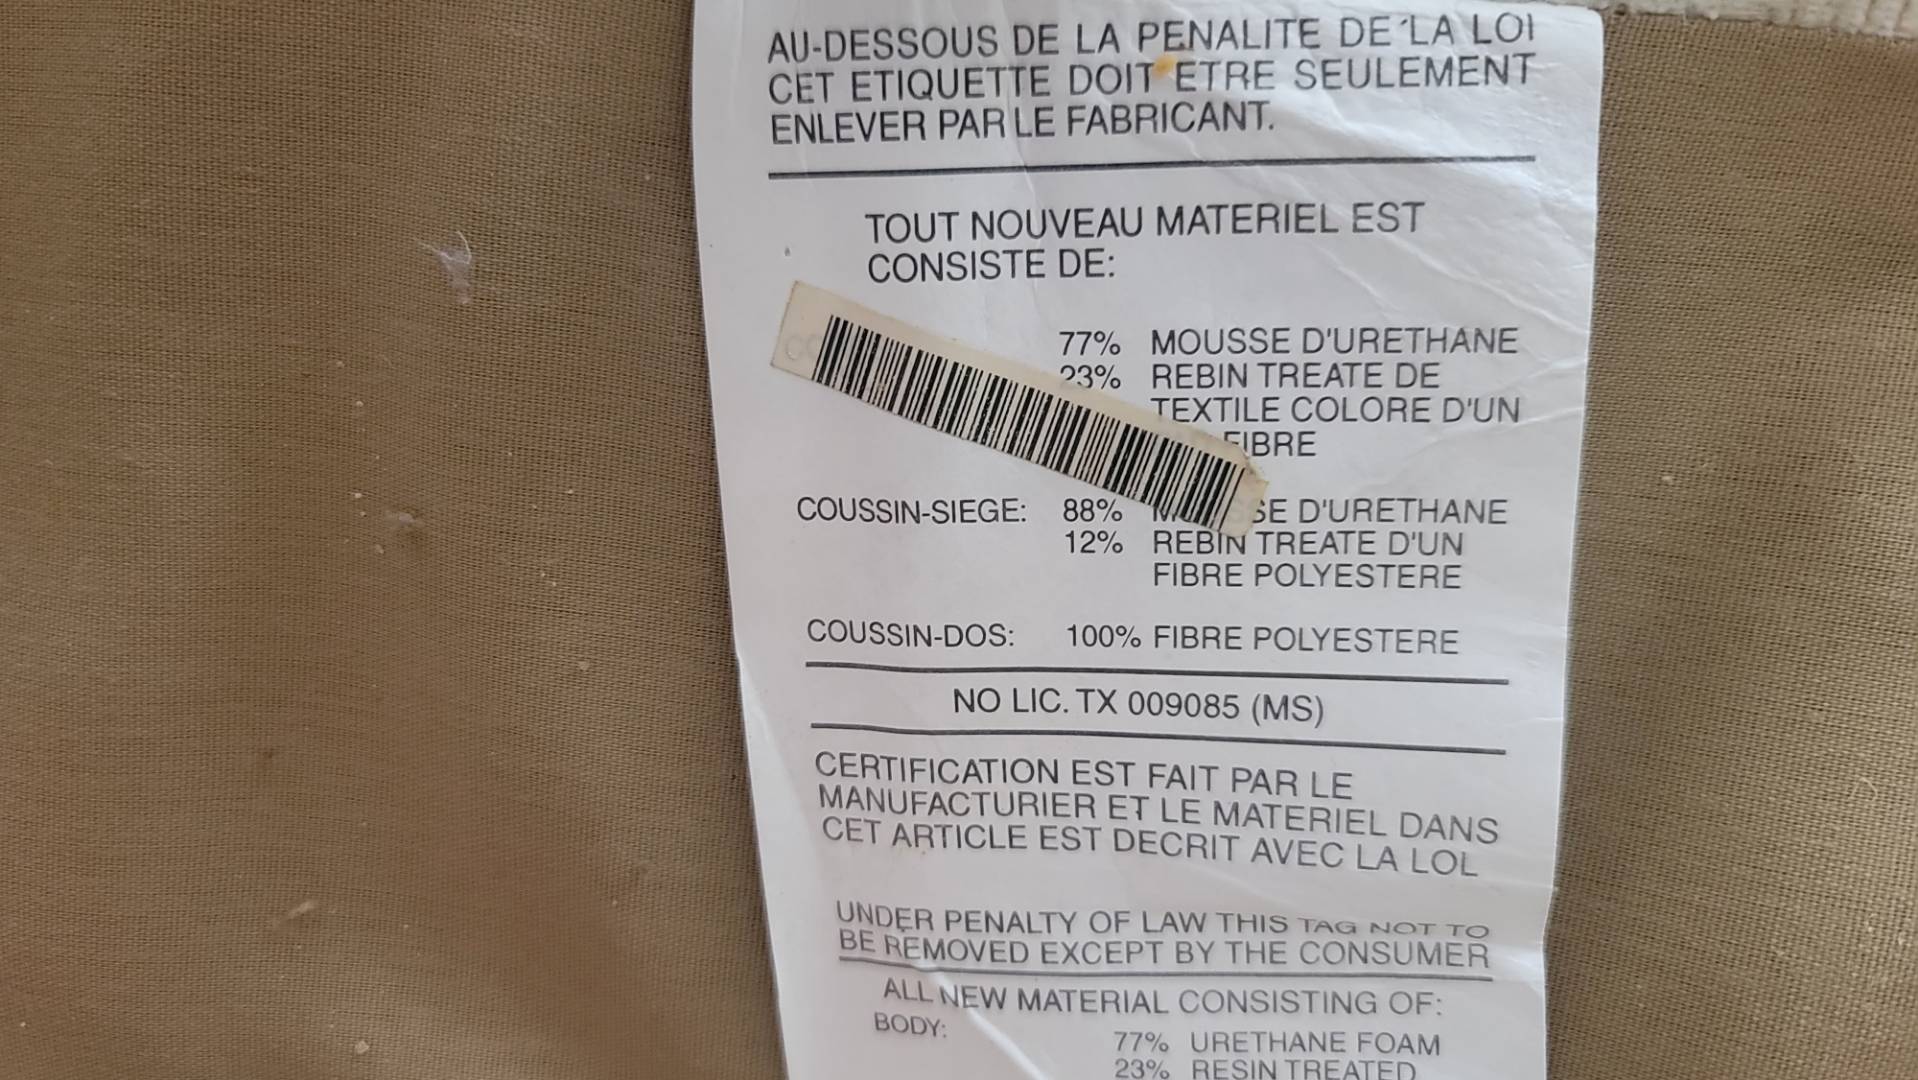 AU-DESSOUS DE LA PENALITE DE LA LOI
CET ETIQUETTE DOIT ETRE SEULEMENT
ENLEVER PAR LE FABRICANT.
TOUT NOUVEAU MATERIEL EST
CONSISTE DE:
77% MOUSSE D'URETHANE
23% REBIN TREATE DE
TEXTILE COLORE D'UN
FIBRE
COUSSIN-SIEGE: 88% MOUSSE D'URETHANE
12% REBIN TREATE D'UN
FIBRE POLYESTERE
COUSSIN-DOS: 100% FIBRE POLYESTERE
NO LIC. TX 009085 (MS)
CERTIFICATION EST FAIT PAR LE
MANUFACTURIER ET LE MATERIEL DANS
CET ARTICLE EST DECRIT AVEC LA LOL
UNDER PENALTY OF LAW THIS TAG NOT TO
BE REMOVED EXCEPT BY THE CONSUMER
ALL NEW MATERIAL CONSISTING OF:
BODY:
77% URETHANE FOAM
23% RESIN TREATED